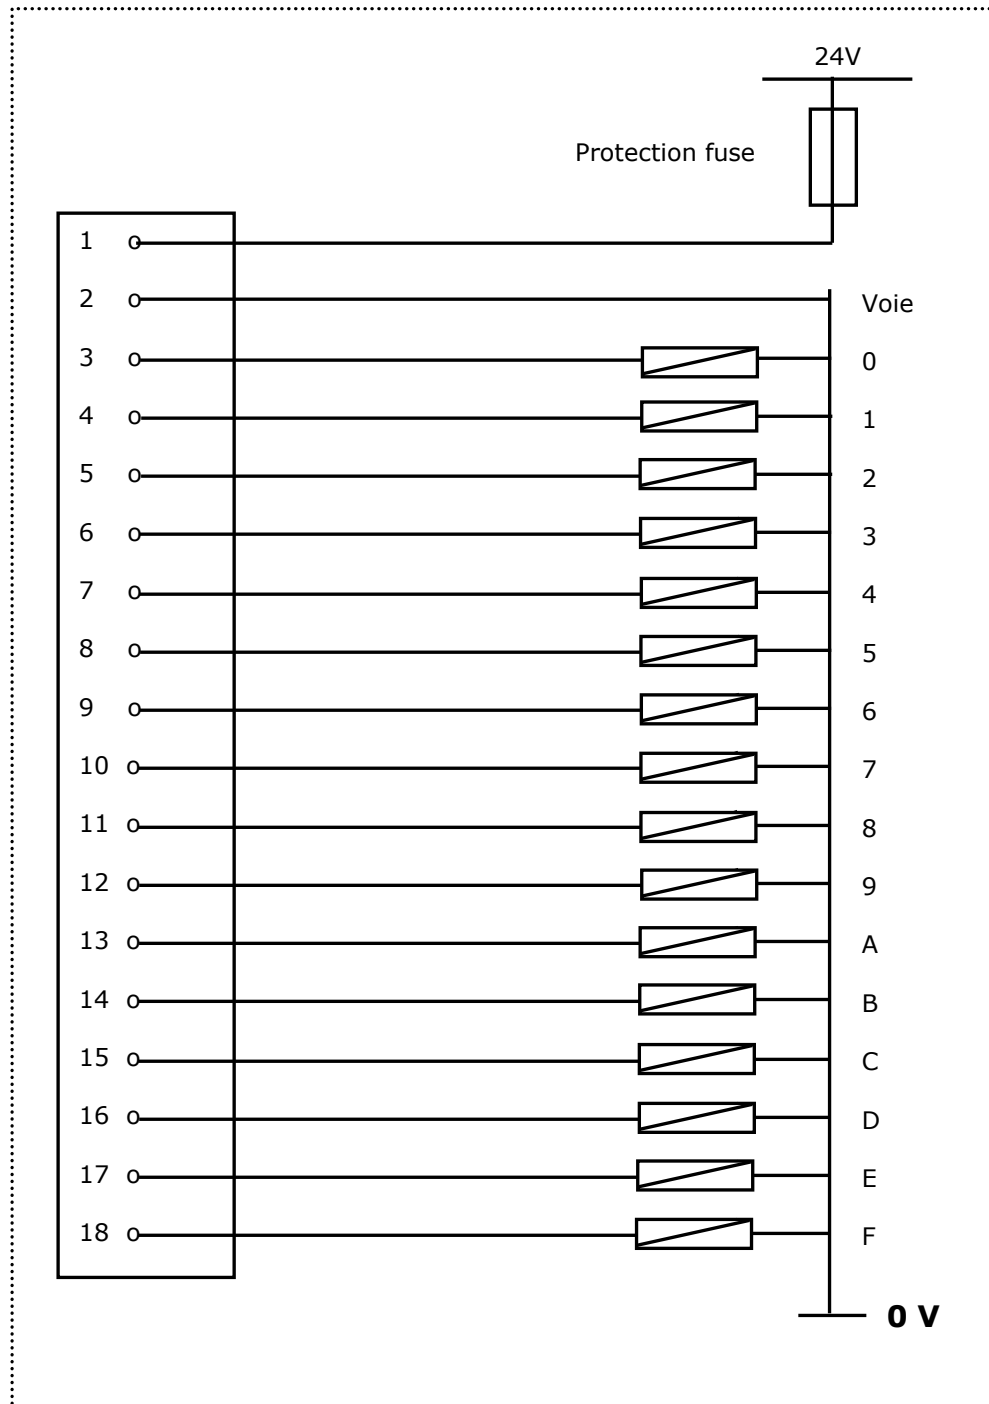 24V
Protection fuse
1 o
2 o Voie
3 o 0
4 o 1
5 o 2
6 o 3
7 o 4
8 o 5
9 o 6
10 o 7
11 o 8
12 o 9
13 o A
14 o B
15 o C
16 o D
17 o E
18 o F
0 V